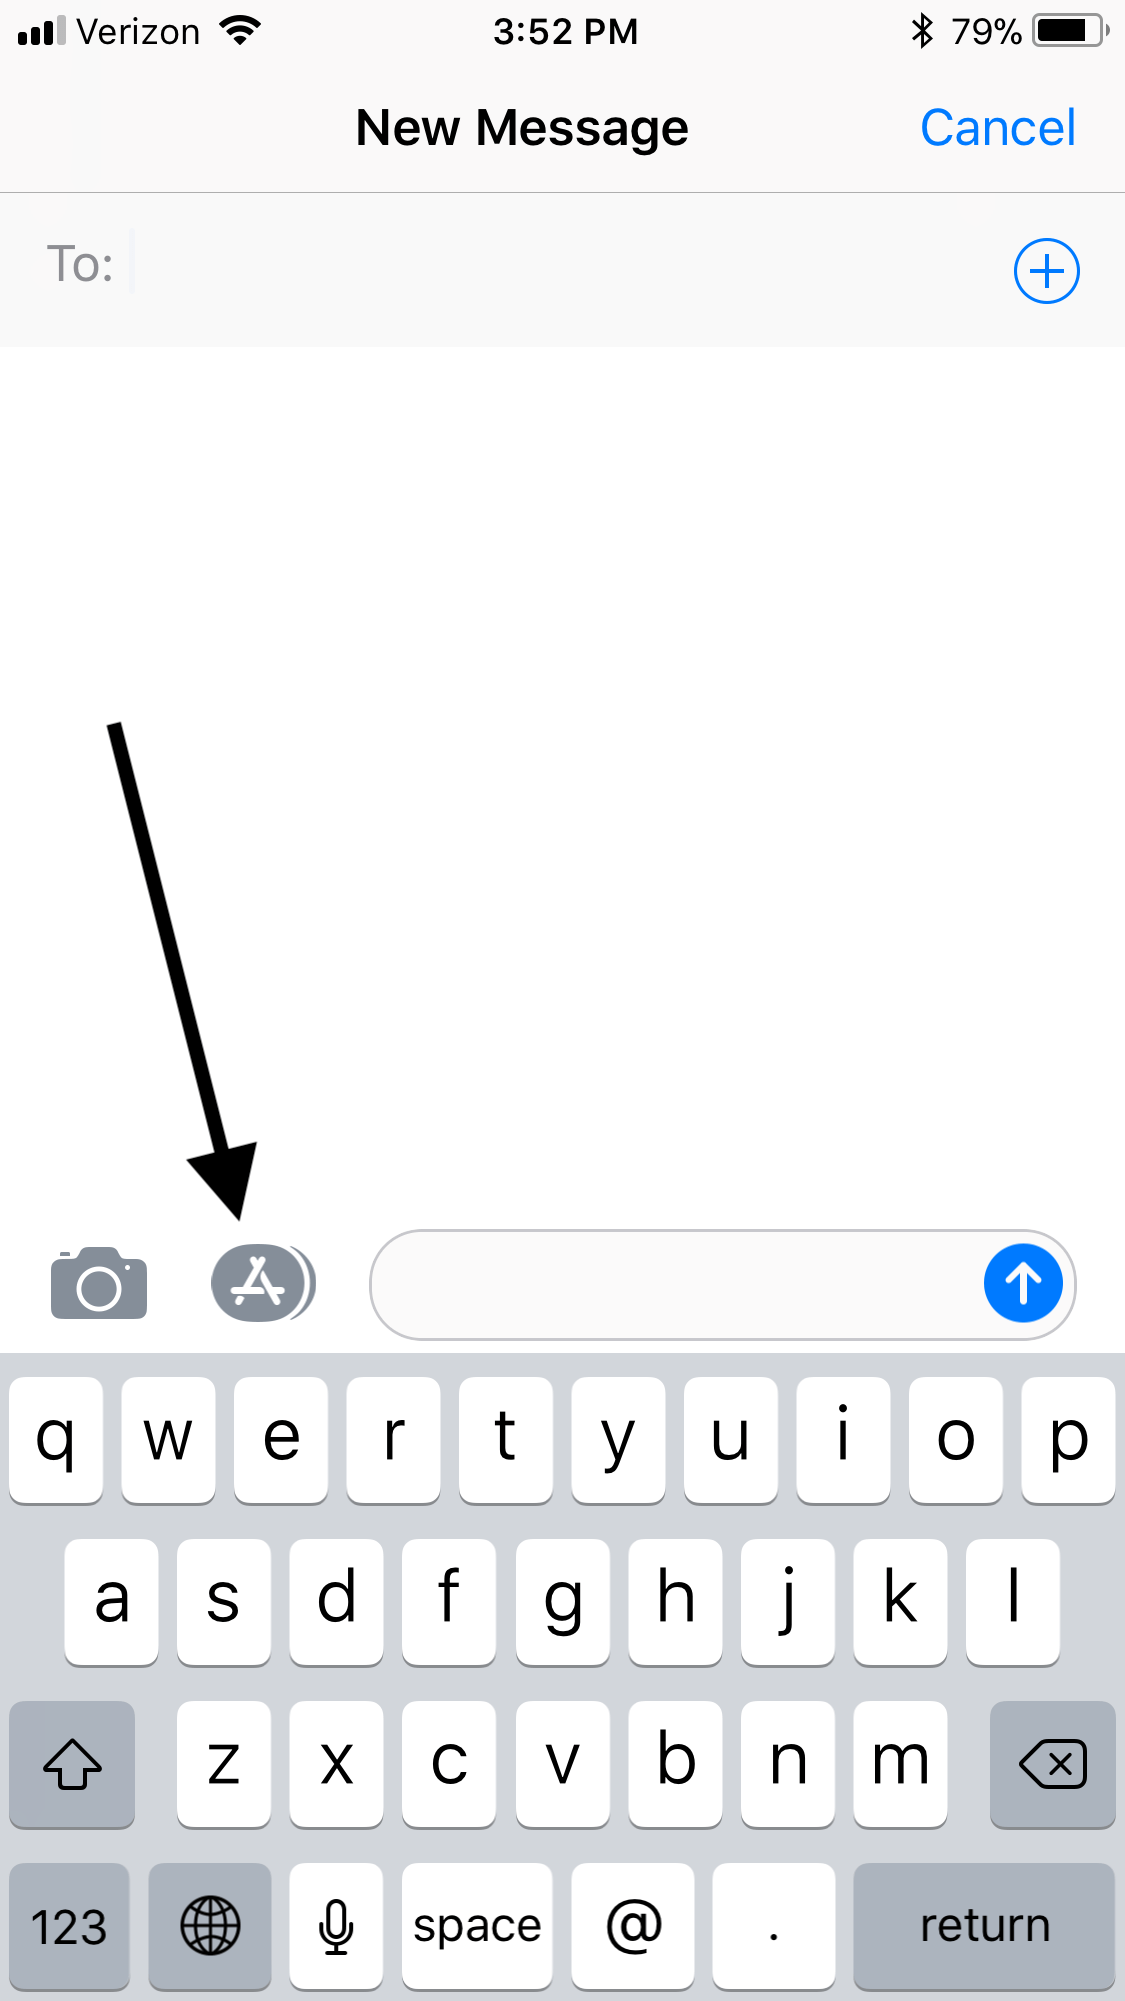 Verizon 3:52 PM 79%
New Message Cancel
To:
q w e r t y u i o p
a s d f g h j k l
z x c v b n m
123 space @ . return